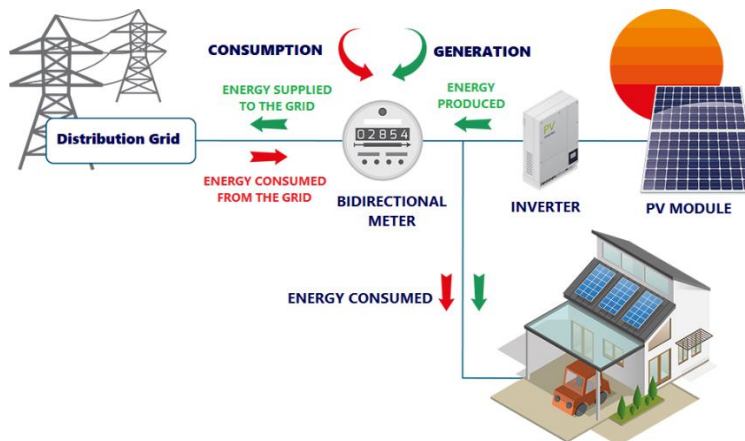 CONSUMPTION
GENERATION
ENERGY SUPPLIED
TO THE GRID
ENERGY
PRODUCED
Distribution Grid
02854
PV
ENERGY CONSUMED
FROM THE GRID
BIDIRECTIONAL
METER
INVERTER
PV MODULE
ENERGY CONSUMED